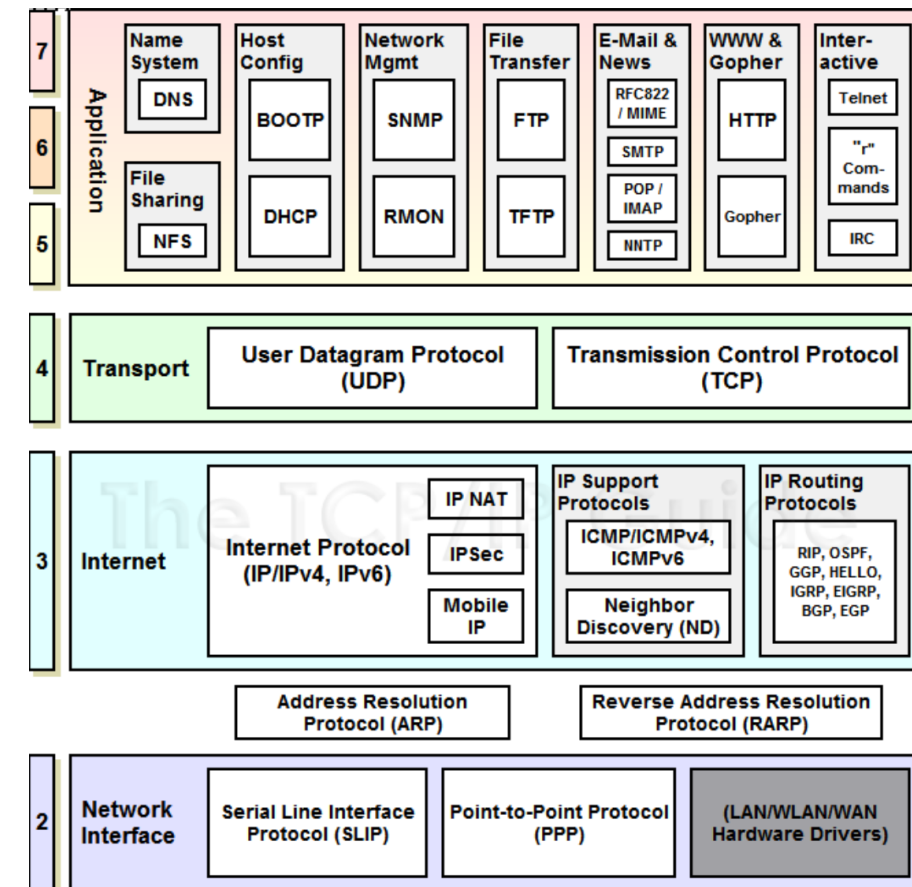 7
6
5
Application
Name
System
DNS
File
Sharing
NFS
Host
Config
BOOTP
DHCP
Network
Mgmt
SNMP
RMON
File
Transfer
FTP
TFTP
E-Mail &
News
RFC822
/ MIME
SMTP
POP /
IMAP
NNTP
WWW &
Gopher
HTTP
Gopher
Inter-
active
Telnet
"r"
Com-
mands
IRC
4
Transport
User Datagram Protocol
(UDP)
Transmission Control Protocol
(TCP)
The TCP/IP Guide
3
Internet
Internet Protocol
(IP/IPv4, IPv6)
IP NAT
IPSec
Mobile
IP
IP Support
Protocols
ICMP/ICMPv4,
ICMPv6
Neighbor
Discovery (ND)
IP Routing
Protocols
RIP, OSPF,
GGP, HELLO,
IGRP, EIGRP,
BGP, EGP
Address Resolution
Protocol (ARP)
Reverse Address Resolution
Protocol (RARP)
2
Network
Interface
Serial Line Interface
Protocol (SLIP)
Point-to-Point Protocol
(PPP)
(LAN/WLAN/WAN
Hardware Drivers)